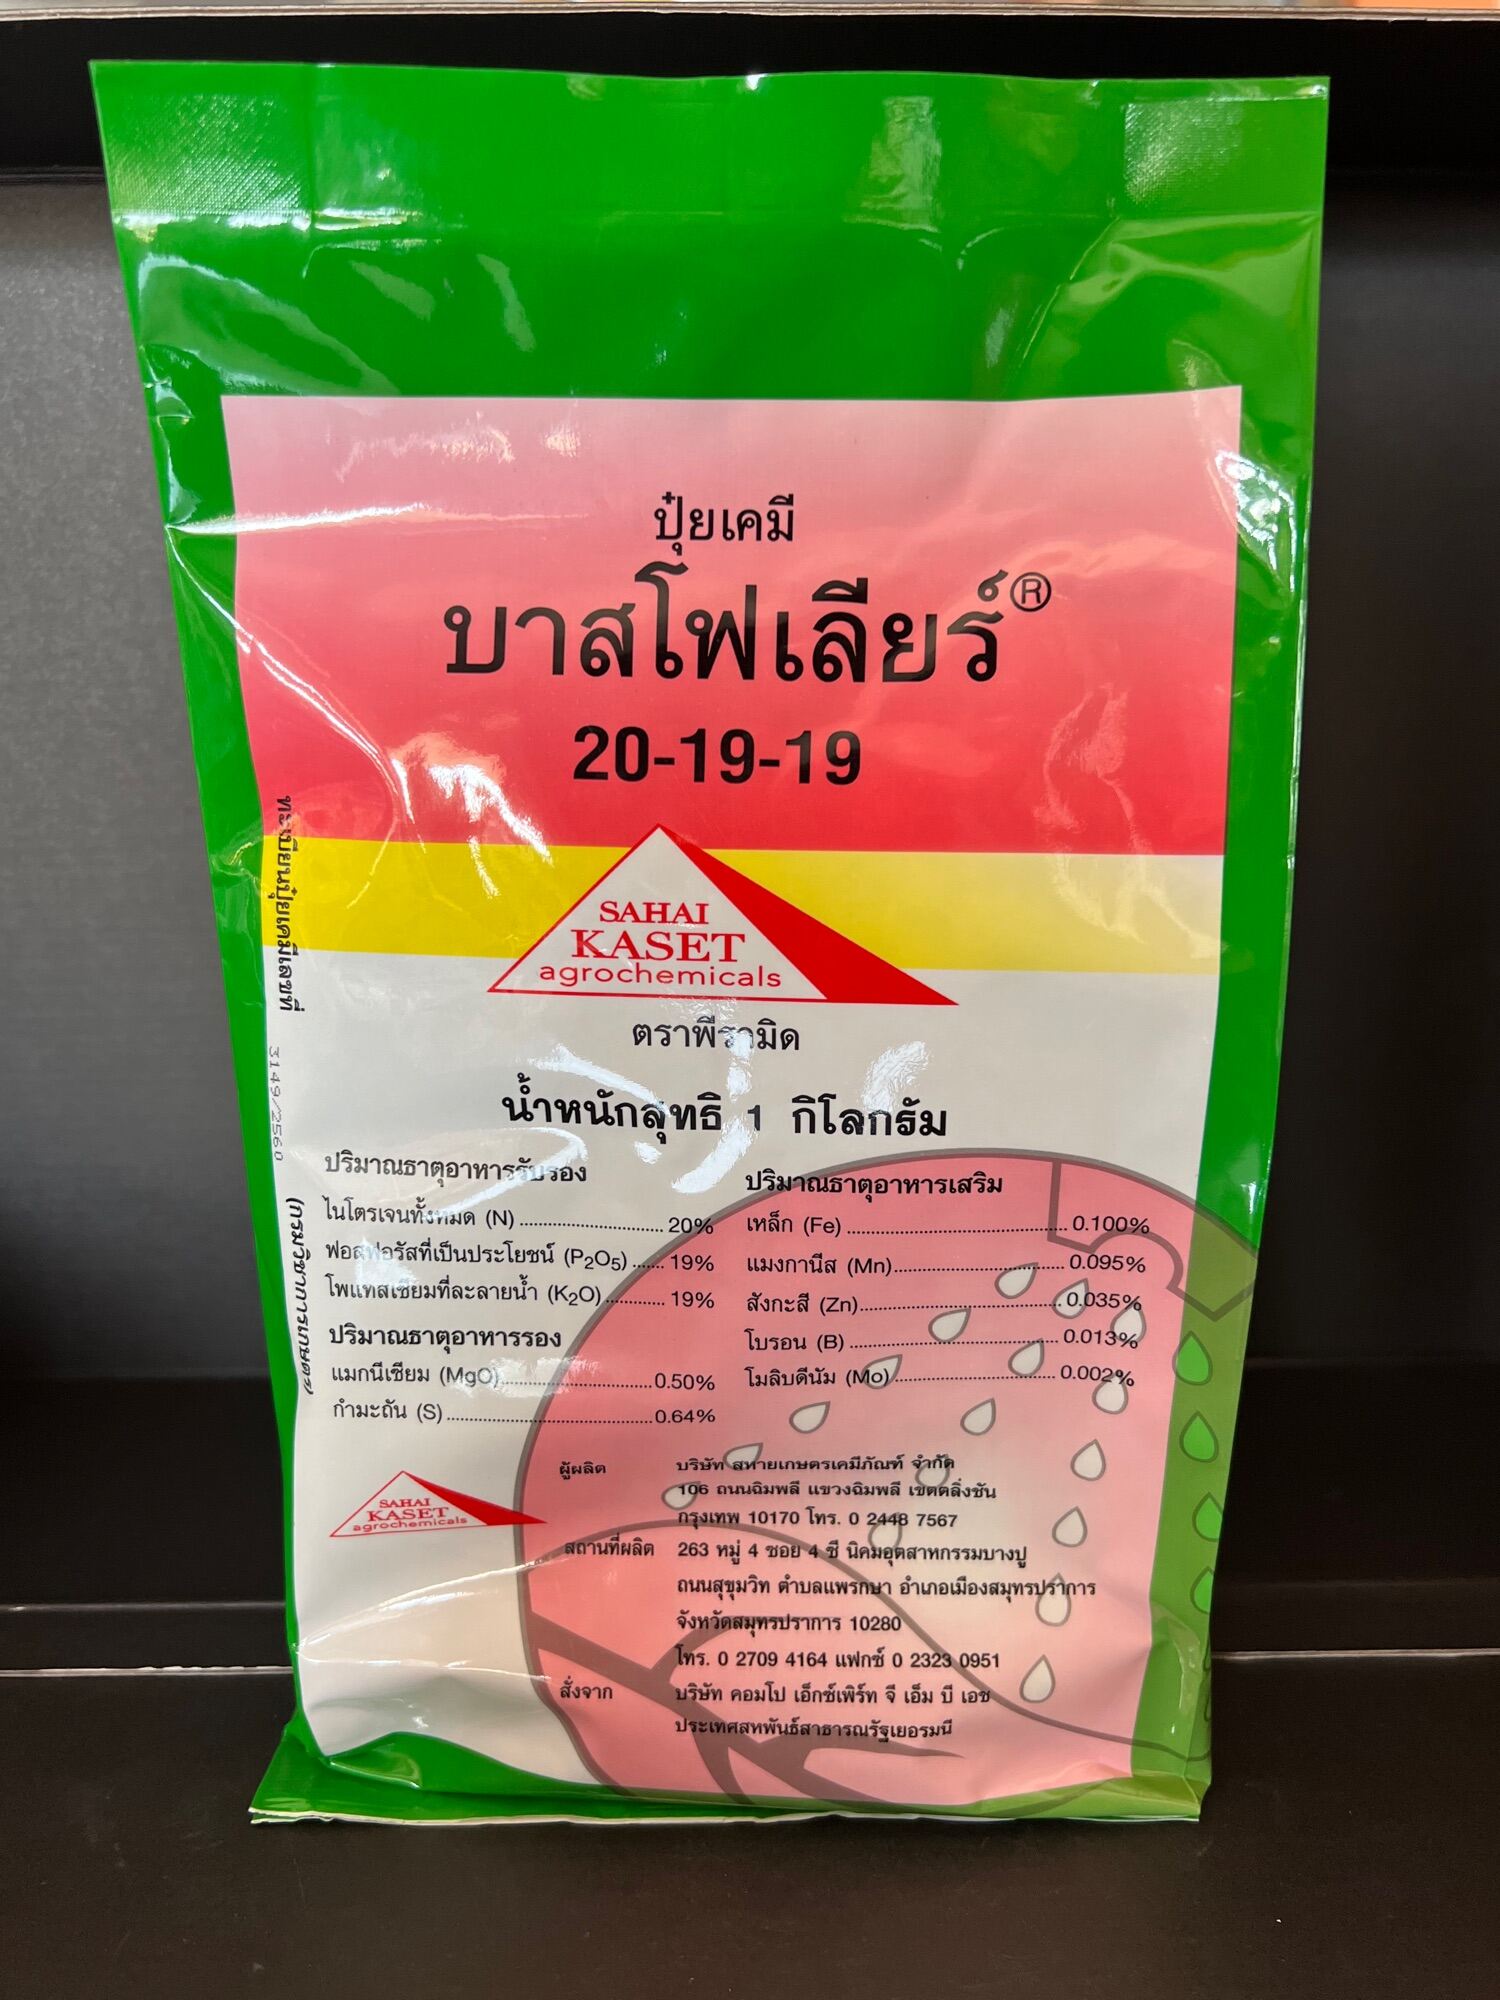 ปุ๋ยเคมี
บาสโฟเลียร์®
20-19-19
SAHAI
KASET
agrochemicals
ตราพีรามิด
น้ำหนักสุทธิ 1 กิโลกรัม
ปริมาณธาตุอาหารรับรอง
ไนโตรเจนทั้งหมด (N) 20%
ฟอสฟอรัสที่เป็นประโยชน์ (P₂O₅) 19%
โพแทสเซียมที่ละลายน้ำ (K₂O) 19%
ปริมาณธาตุอาหารรอง
แมกนีเซียม (MgO) 0.50%
กำมะถัน (S) 0.64%
ปริมาณธาตุอาหารเสริม
เหล็ก (Fe) 0.100%
แมงกานีส (Mn) 0.095%
สังกะสี (Zn) 0.035%
โบรอน (B) 0.013%
โมลิบดีนัม (Mo) 0.002%
ทะเบียนปุ๋ยเคมีเลขที่ 3149/2560 (กรมวิชาการเกษตร)
SAHAI
KASET
agrochemicals
ผู้ผลิต บริษัท สหายเกษตรเคมีภัณฑ์ จำกัด
106 ถนนฉิมพลี แขวงฉิมพลี เขตตลิ่งชัน
กรุงเทพ 10170 โทร. 0 2448 7567
สถานที่ผลิต 263 หมู่ 4 ซอย 4 ซี นิคมอุตสาหกรรมบางปู
ถนนสุขุมวิท ตำบลแพรกษา อำเภอเมืองสมุทรปราการ
จังหวัดสมุทรปราการ 10280
โทร. 0 2709 4164 แฟกซ์ 0 2323 0951
สั่งจาก บริษัท คอมโป เอ็กซ์เพิร์ท จี เอ็ม บี เอช
ประเทศสหพันธ์สาธารณรัฐเยอรมนี